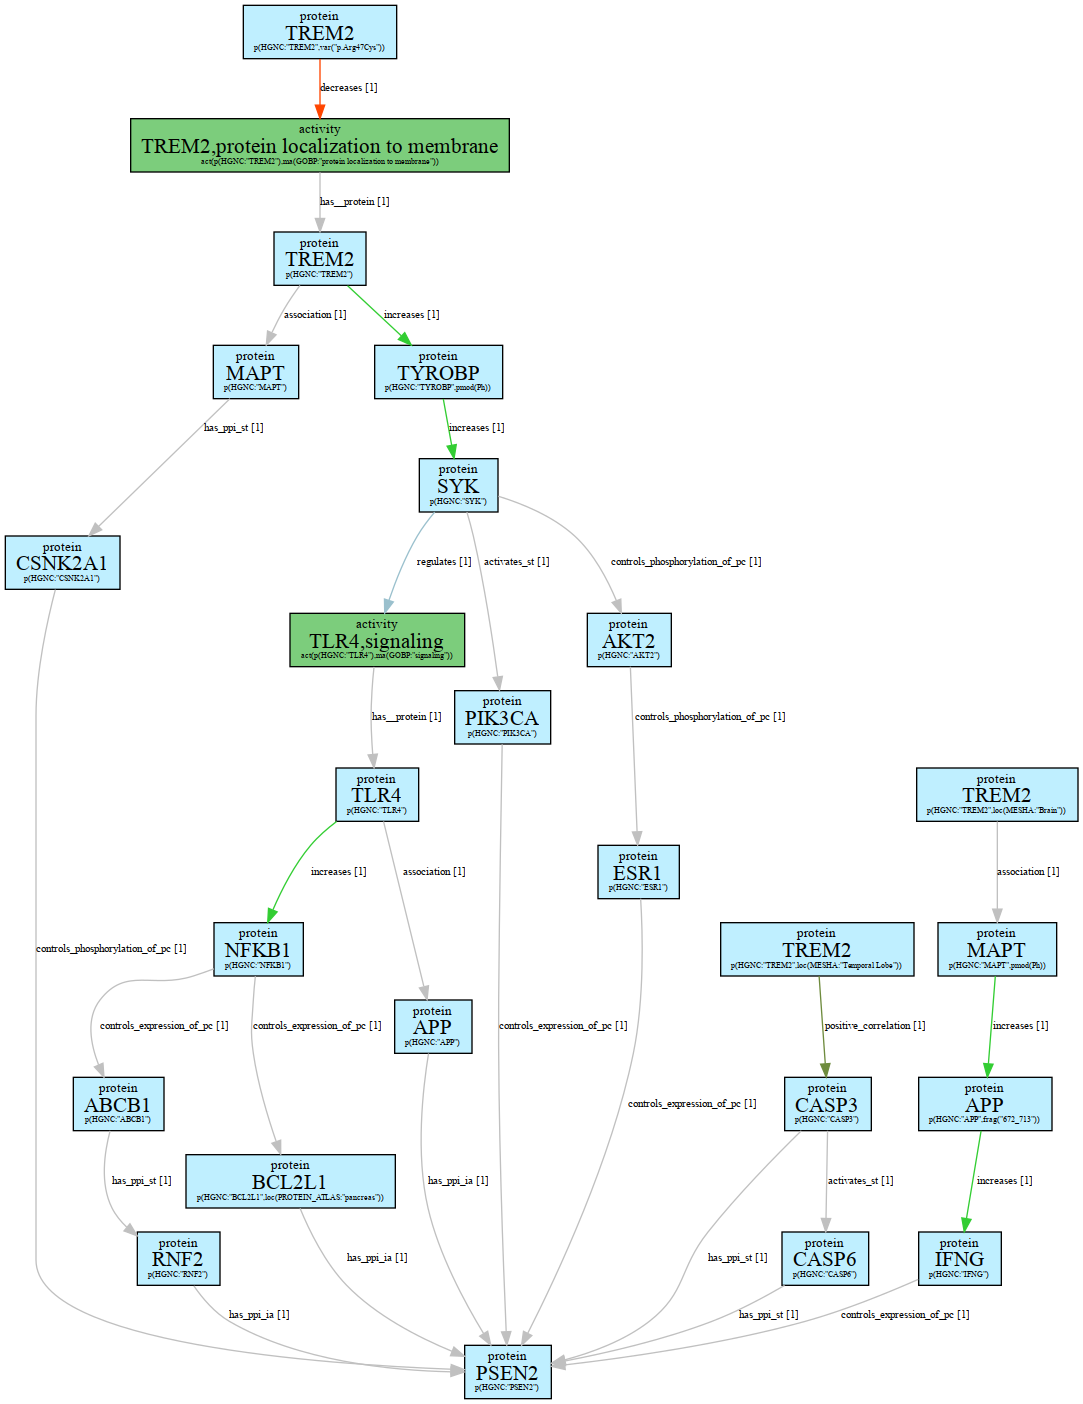 protein
TREM2
p(HGNC:"TREM2",var("p.Arg47Cys"))
decreases [1]
activity
TREM2,protein localization to membrane
act(p(HGNC:"TREM2"),ma(GOBP:"protein localization to membrane"))
has__protein [1]
protein
TREM2
p(HGNC:"TREM2")
association [1]
increases [1]
protein
MAPT
p(HGNC:"MAPT")
protein
TYROBP
p(HGNC:"TYROBP",pmod(Ph))
has_ppi_st [1]
increases [1]
protein
SYK
p(HGNC:"SYK")
protein
CSNK2A1
p(HGNC:"CSNK2A1")
regulates [1]
activates_st [1]
controls_phosphorylation_of_pc [1]
activity
TLR4,signaling
act(p(HGNC:"TLR4"),ma(GOBP:"signaling"))
protein
AKT2
p(HGNC:"AKT2")
has__protein [1]
protein
PIK3CA
p(HGNC:"PIK3CA")
controls_phosphorylation_of_pc [1]
protein
TLR4
p(HGNC:"TLR4")
protein
TREM2
p(HGNC:"TREM2",loc(MESHA:"Brain"))
increases [1]
association [1]
protein
ESR1
p(HGNC:"ESR1")
association [1]
controls_phosphorylation_of_pc [1]
protein
NFKB1
p(HGNC:"NFKB1")
protein
TREM2
p(HGNC:"TREM2",loc(MESHA:"Temporal Lobe"))
protein
MAPT
p(HGNC:"MAPT",pmod(Ph))
controls_expression_of_pc [1]
controls_expression_of_pc [1]
protein
APP
p(HGNC:"APP")
controls_expression_of_pc [1]
positive_correlation [1]
increases [1]
protein
ABCB1
p(HGNC:"ABCB1")
controls_expression_of_pc [1]
protein
CASP3
p(HGNC:"CASP3")
protein
APP
p(HGNC:"APP",frag("672_713"))
has_ppi_st [1]
protein
BCL2L1
p(HGNC:"BCL2L1",loc(PROTEIN_ATLAS:"pancreas"))
has_ppi_ia [1]
activates_st [1]
increases [1]
protein
RNF2
p(HGNC:"RNF2")
has_ppi_ia [1]
has_ppi_st [1]
protein
CASP6
p(HGNC:"CASP6")
protein
IFNG
p(HGNC:"IFNG")
has_ppi_ia [1]
has_ppi_st [1]
controls_expression_of_pc [1]
protein
PSEN2
p(HGNC:"PSEN2")